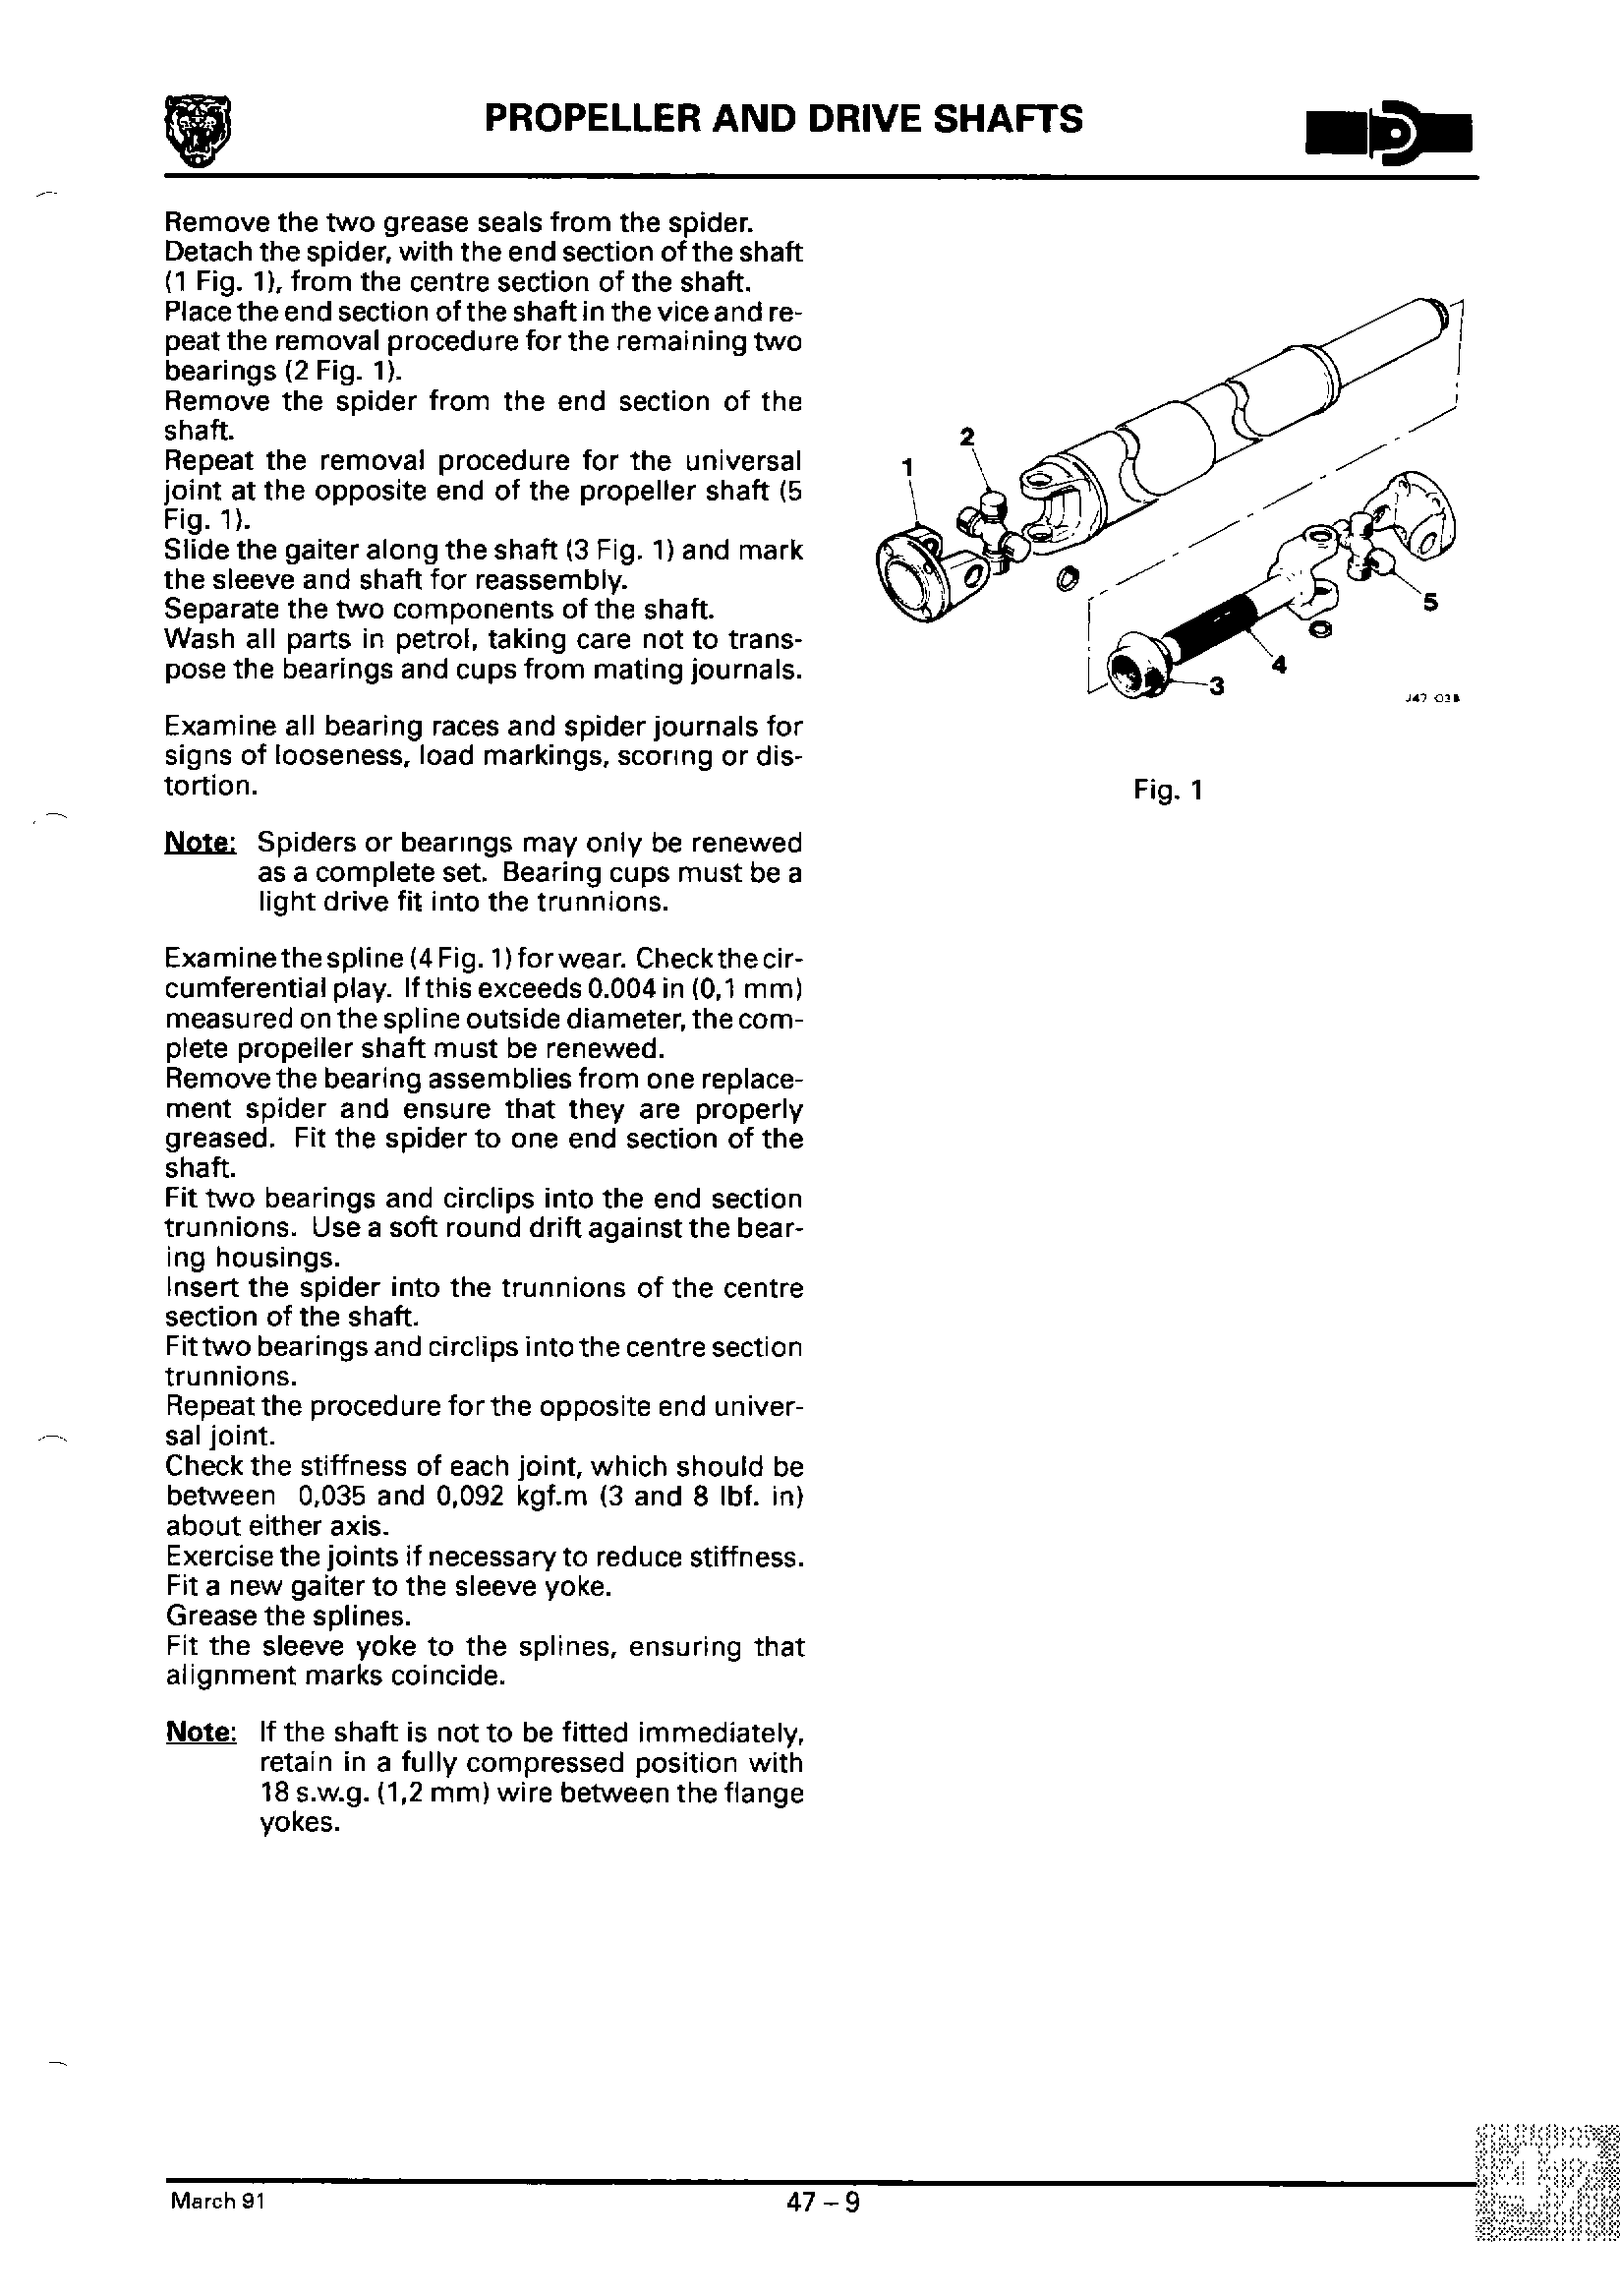 PROPELLER AND DRIVE SHAFTS
Remove the two grease seals from the spider.
Detach the spider, with the end section of the shaft
(1 Fig. 1), from the centre section of the shaft.
Place the end section of the shaft in the vice and re-
peat the removal procedure for the remaining two
bearings (2 Fig. 1).
Remove the spider from the end section of the
shaft.
Repeat the removal procedure for the universal
joint at the opposite end of the propeller shaft (5
Fig. 1).
Slide the gaiter along the shaft (3 Fig. 1) and mark
the sleeve and shaft for reassembly.
Separate the two components of the shaft.
Wash all parts in petrol, taking care not to trans-
pose the bearings and cups from mating journals.
Examine all bearing races and spider journals for
signs of looseness, load markings, scoring or dis-
tortion.
Note: Spiders or bearings may only be renewed
as a complete set. Bearing cups must be a
light drive fit into the trunnions.
Examine the spline (4 Fig. 1) for wear. Check the cir-
cumferential play. If this exceeds 0.004 in (0,1 mm)
measured on the spline outside diameter, the com-
plete propeller shaft must be renewed.
Remove the bearing assemblies from one replace-
ment spider and ensure that they are properly
greased. Fit the spider to one end section of the
shaft.
Fit two bearings and circlips into the end section
trunnions. Use a soft round drift against the bear-
ing housings.
Insert the spider into the trunnions of the centre
section of the shaft.
Fit two bearings and circlips into the centre section
trunnions.
Repeat the procedure for the opposite end univer-
sal joint.
Check the stiffness of each joint, which should be
between 0,035 and 0,092 kgf.m (3 and 8 lbf. in)
about either axis.
Exercise the joints if necessary to reduce stiffness.
Fit a new gaiter to the sleeve yoke.
Grease the splines.
Fit the sleeve yoke to the splines, ensuring that
alignment marks coincide.
Note: If the shaft is not to be fitted immediately,
retain in a fully compressed position with
18 s.w.g. (1,2 mm) wire between the flange
yokes.
1
2
3
4
5
Fig. 1
March 91
47 – 9
47